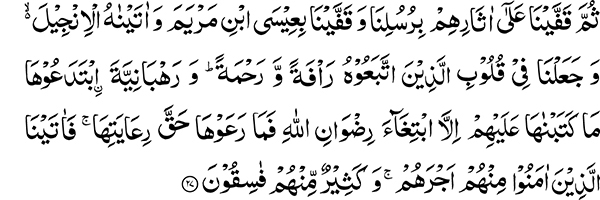 ثُمَّ قَفَّيْنَا عَلٰۤى اٰثَارِهِمْ بِرُسُلِنَا وَ قَفَّيْنَا بِعِيْسَى ابْنِ مَرْيَمَ وَ اٰتَيْنٰهُ الْاِنْجِيْلَ ۙ۬
وَ جَعَلْنَا فِيْ قُلُوْبِ الَّذِيْنَ اتَّبَعُوْهُ رَاْفَةً وَّ رَحْمَةً ؕ وَ رَهْبَانِيَّةَ ِ۟ابْتَدَعُوْهَا
مَا كَتَبْنٰهَا عَلَيْهِمْ اِلَّا ابْتِغَآءَ رِضْوَانِ اللّٰهِ فَمَا رَعَوْهَا حَقَّ رِعَايَتِهَا ۚ فَاٰتَيْنَا
الَّذِيْنَ اٰمَنُوْا مِنْهُمْ اَجْرَهُمْ ۚ وَ كَثِيْرٌ مِّنْهُمْ فٰسِقُوْنَ ۟۲۷